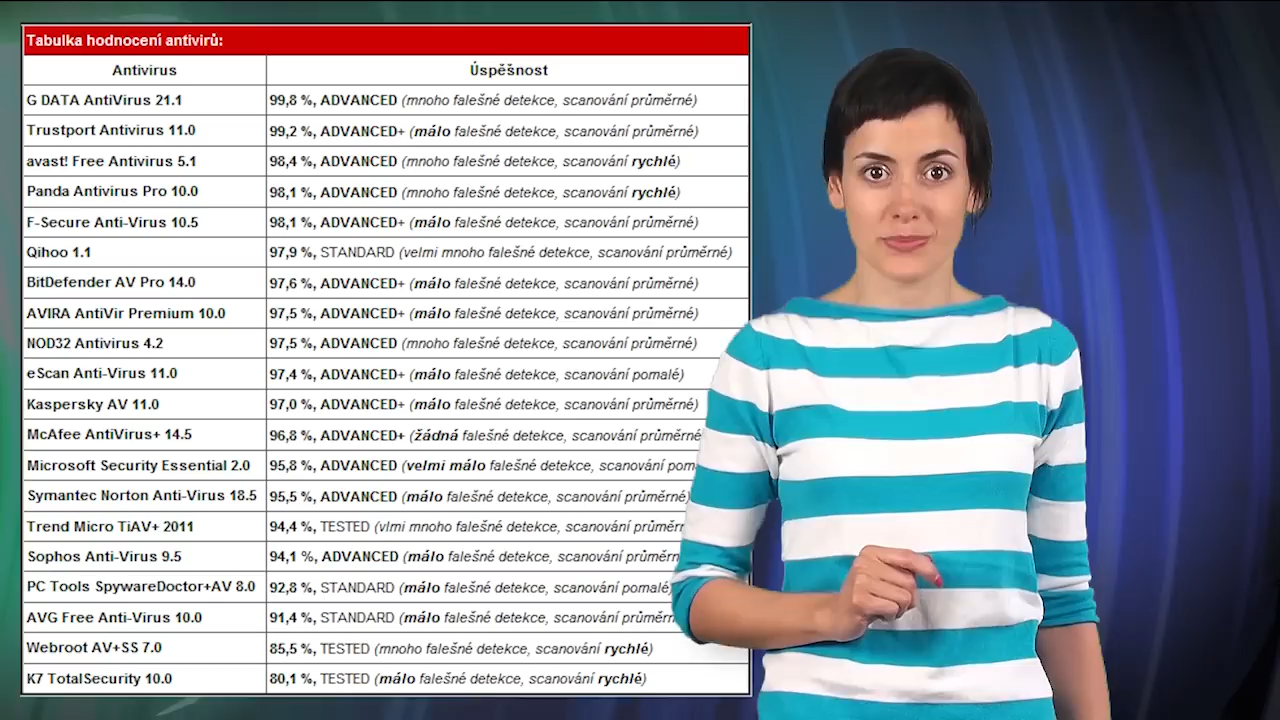 Tabulka hodnocení antivirů:
Antivirus Úspěšnost
G DATA AntiVirus 21.1 99,8 %, ADVANCED (mnoho falešné detekce, scanování průměrné)
Trustport Antivirus 11.0 99,2 %, ADVANCED+ (málo falešné detekce, scanování průměrné)
avast! Free Antivirus 5.1 98,4 %, ADVANCED (mnoho falešné detekce, scanování rychlé)
Panda Antivirus Pro 10.0 98,1 %, ADVANCED (mnoho falešné detekce, scanování rychlé)
F-Secure Anti-Virus 10.5 98,1 %, ADVANCED+ (málo falešné detekce, scanování průměrné)
Qihoo 1.1 97,9 %, STANDARD (velmi mnoho falešné detekce, scanování průměrné)
BitDefender AV Pro 14.0 97,6 %, ADVANCED+ (málo falešné detekce, scanování průměrné)
AVIRA AntiVir Premium 10.0 97,5 %, ADVANCED+ (málo falešné detekce, scanování průměrné)
NOD32 Antivirus 4.2 97,5 %, ADVANCED (mnoho falešné detekce, scanování průměrné)
eScan Anti-Virus 11.0 97,4 %, ADVANCED+ (málo falešné detekce, scanování pomalé)
Kaspersky AV 11.0 97,0 %, ADVANCED+ (málo falešné detekce, scanování průměrné)
McAfee AntiVirus+ 14.5 96,8 %, ADVANCED+ (žádná falešné detekce, scanování průměrné
Microsoft Security Essential 2.0 95,8 %, ADVANCED (velmi málo falešné detekce, scanování pom
Symantec Norton Anti-Virus 18.5 95,5 %, ADVANCED (málo falešné detekce, scanování průměrné)
Trend Micro TiAV+ 2011 94,4 %, TESTED (vlmi mnoho falešné detekce, scanování průměrn
Sophos Anti-Virus 9.5 94,1 %, ADVANCED (málo falešné detekce, scanování průměrn
PC Tools SpywareDoctor+AV 8.0 92,8 %, STANDARD (málo falešné detekce, scanování pomalé)
AVG Free Anti-Virus 10.0 91,4 %, STANDARD (málo falešné detekce, scanování průměrn
Webroot AV+SS 7.0 85,5 %, TESTED (mnoho falešné detekce, scanování rychlé)
K7 TotalSecurity 10.0 80,1 %, TESTED (málo falešné detekce, scanování rychlé)